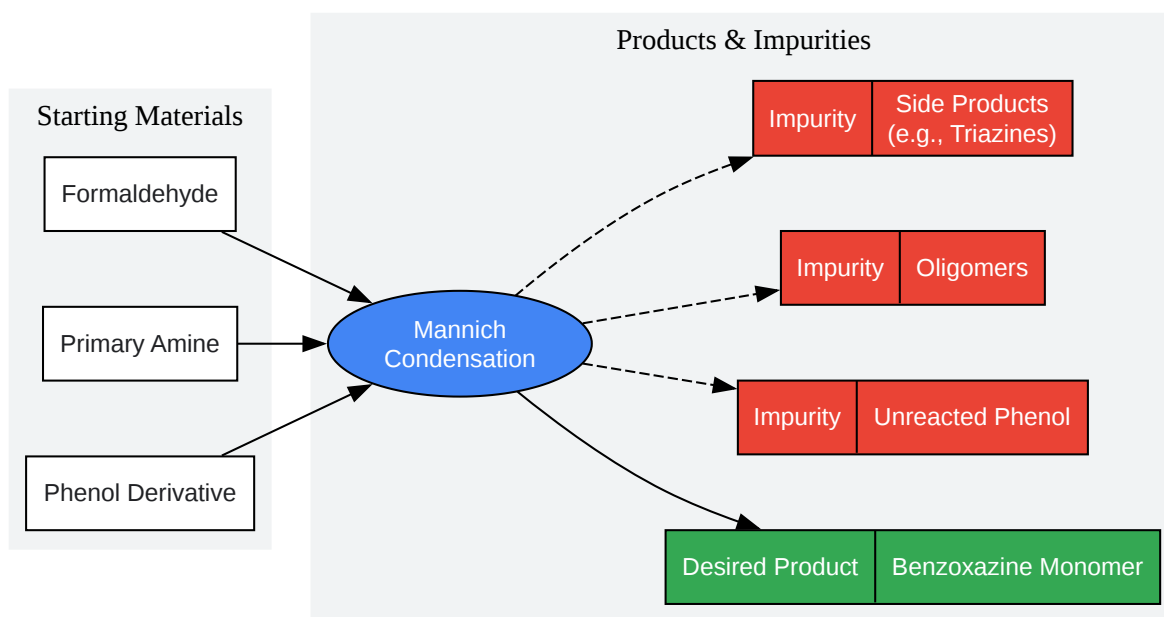 Products & Impurities
Starting Materials
Formaldehyde
Primary Amine
Phenol Derivative
Mannich
Condensation
Impurity
Side Products
(e.g., Triazines)
Impurity
Oligomers
Impurity
Unreacted Phenol
Desired Product
Benzoxazine Monomer